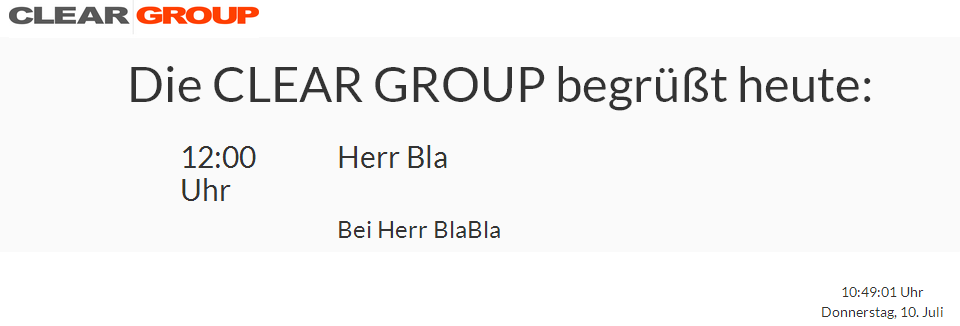 CLEAR GROUP
Die CLEAR GROUP begrüßt heute:
12:00 Uhr
Herr Bla
Bei Herr BlaBla
10:49:01 Uhr
Donnerstag, 10. Juli